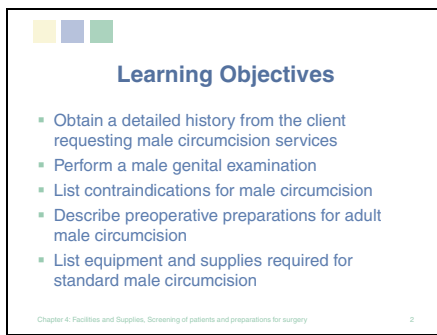 Learning Objectives
▪ Obtain a detailed history from the client
requesting male circumcision services
▪ Perform a male genital examination
▪ List contraindications for male circumcision
▪ Describe preoperative preparations for adult
male circumcision
▪ List equipment and supplies required for
standard male circumcision
Chapter 4: Facilities and Supplies, Screening of patients and preparations for surgery 2